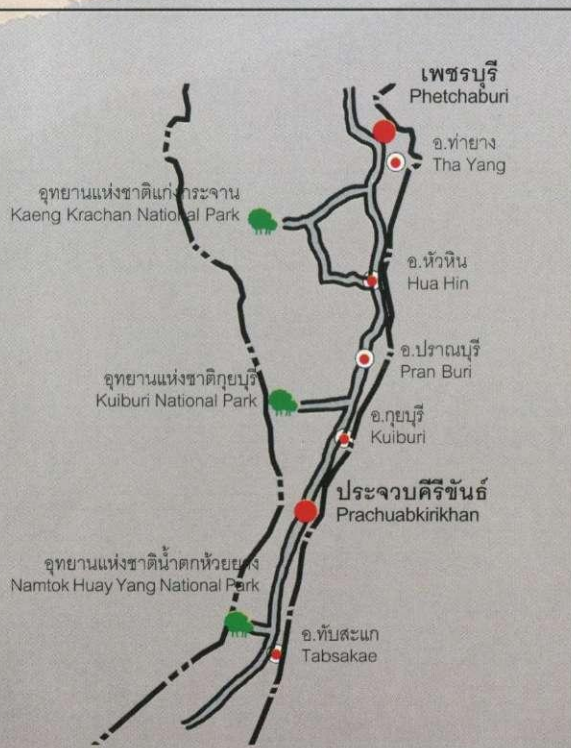 เพชรบุรี
Phetchaburi
อ.ท่ายาง
Tha Yang
อุทยานแห่งชาติแก่งกระจาน
Kaeng Krachan National Park
อ.หัวหิน
Hua Hin
อ.ปราณบุรี
Pran Buri
อุทยานแห่งชาติกุยบุรี
Kuiburi National Park
อ.กุยบุรี
Kuiburi
ประจวบคีรีขันธ์
Prachuabkirikhan
อุทยานแห่งชาติน้ำตกห้วยยาง
Namtok Huay Yang National Park
อ.ทับสะแก
Tabsakae